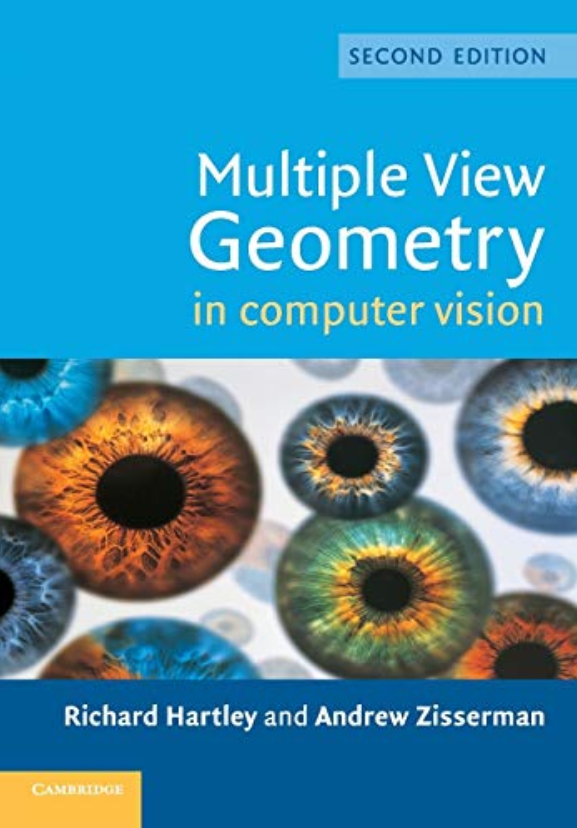 SECOND EDITION
Multiple View
Geometry
in computer vision
Richard Hartley and Andrew Zisserman
CAMBRIDGE